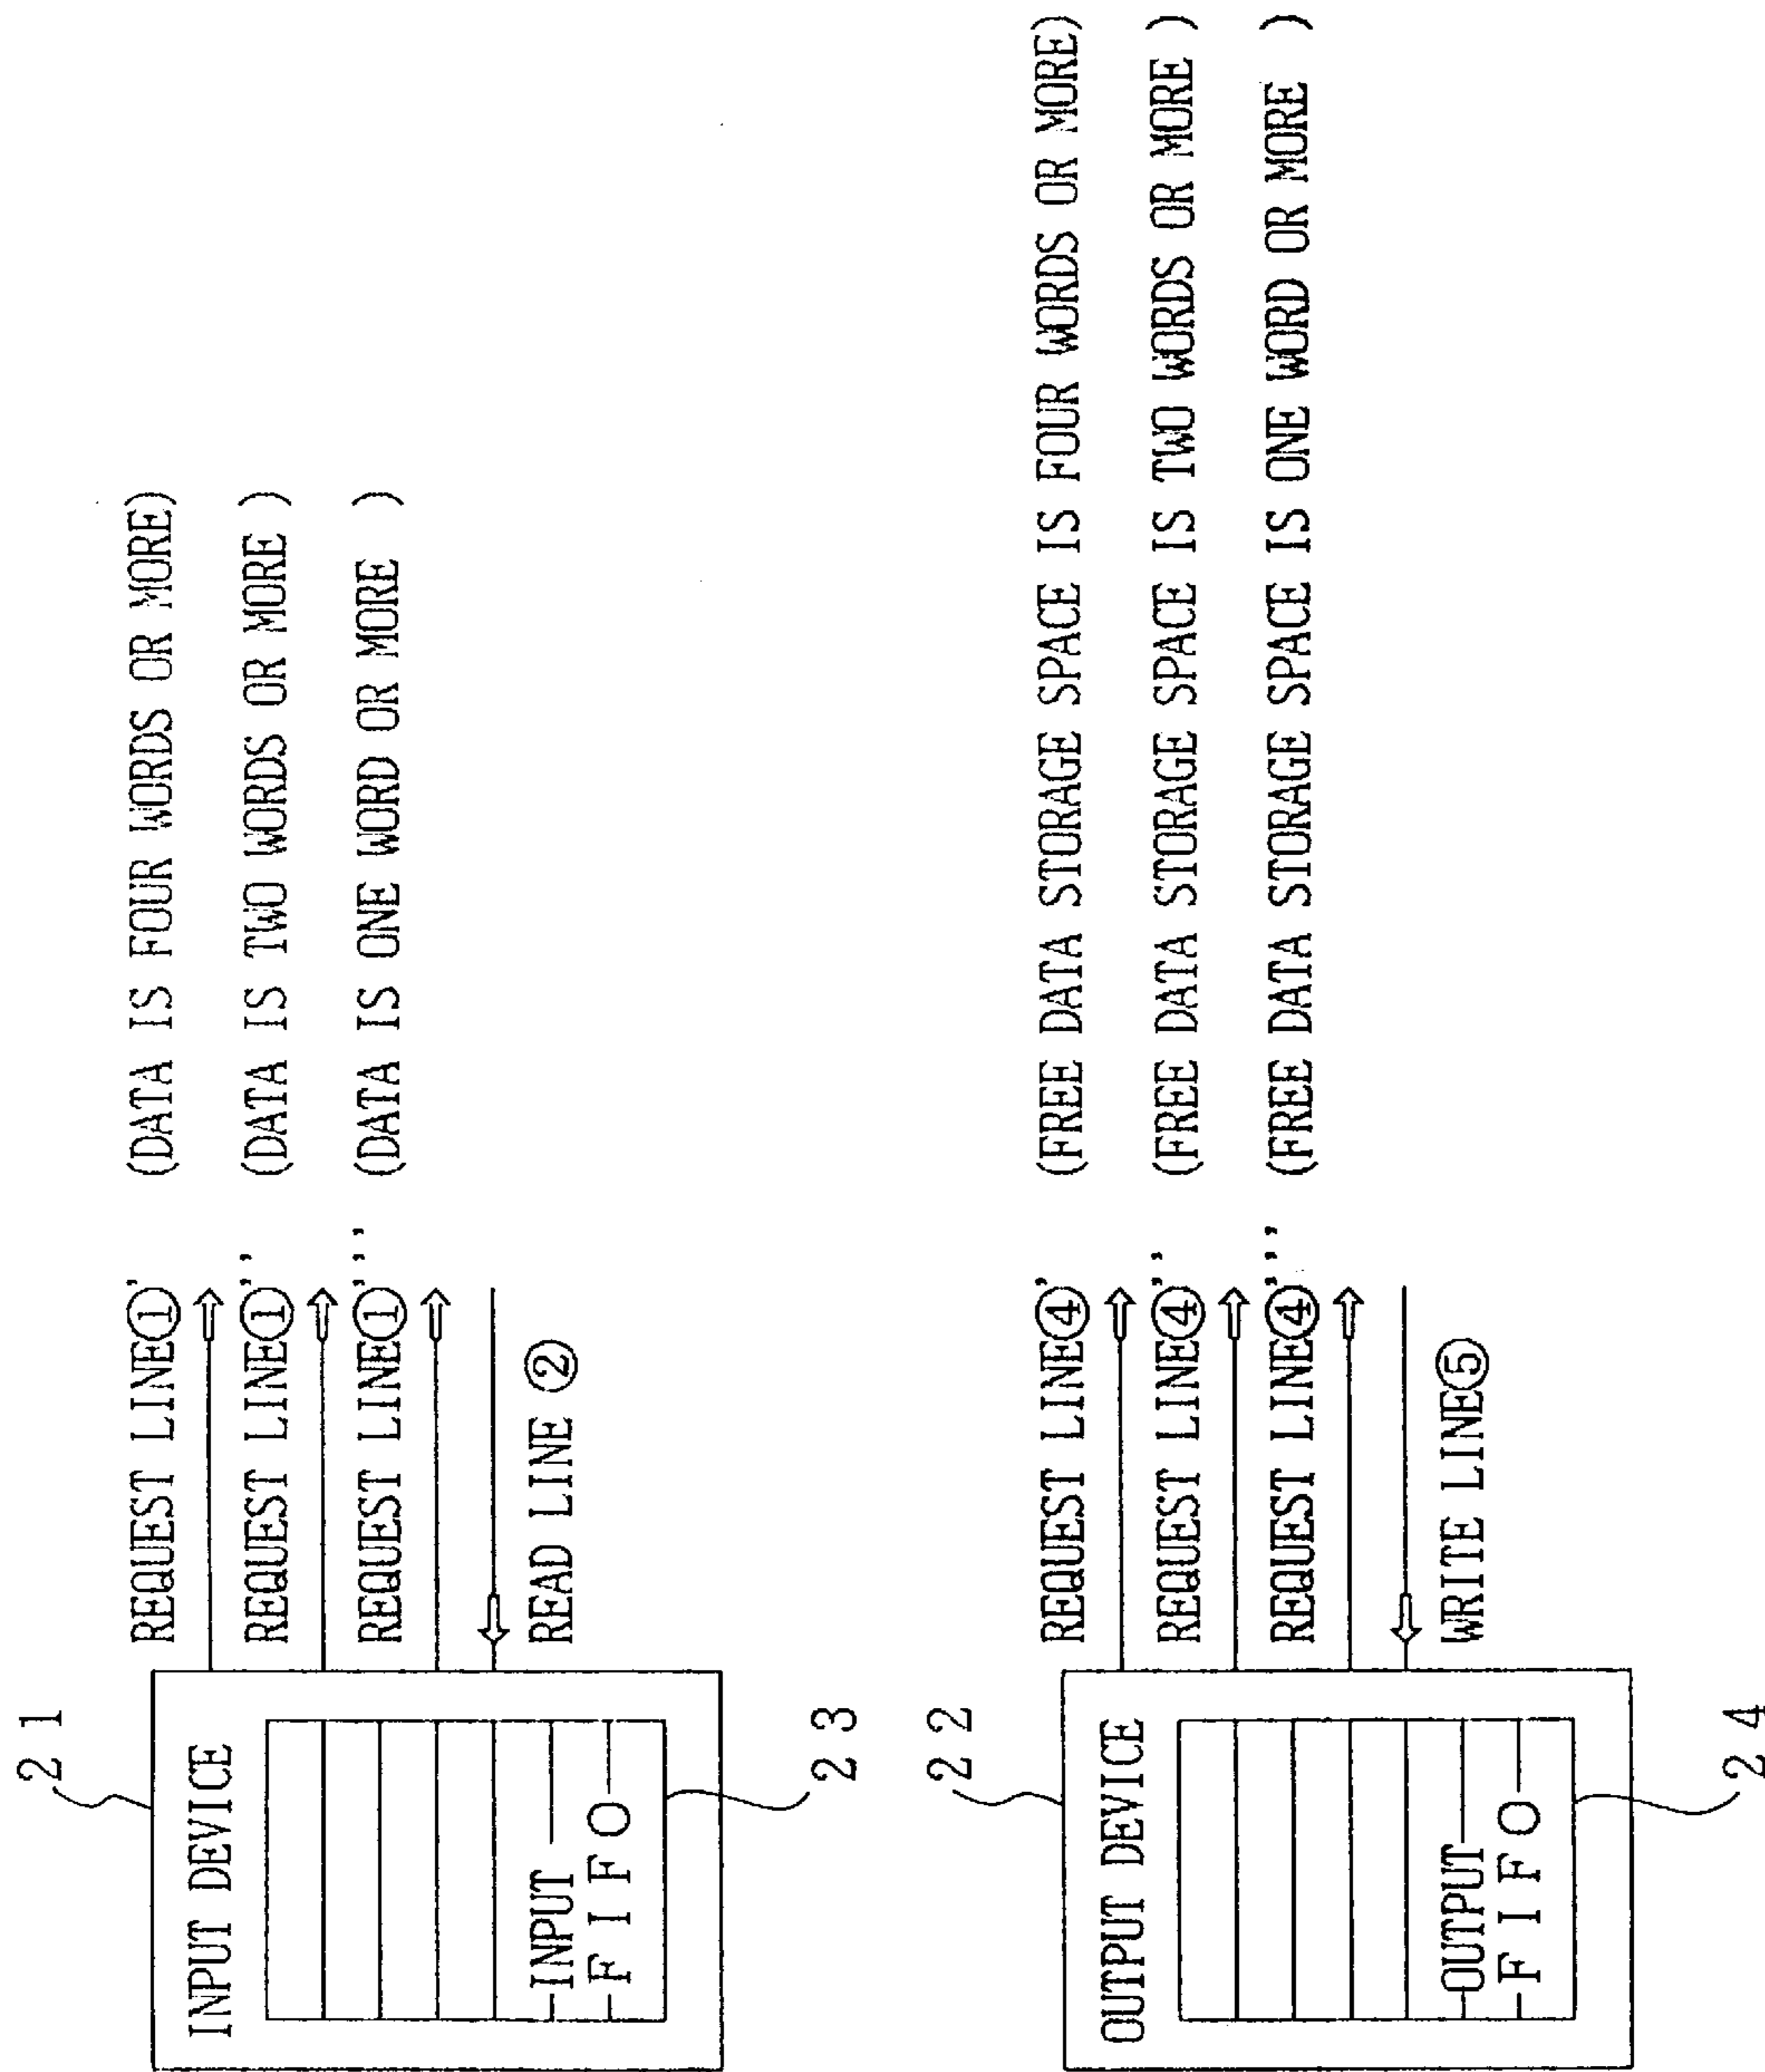 ２１
INPUT DEVICE
REQUEST LINE①' (DATA IS FOUR WORDS OR MORE)
REQUEST LINE①'' (DATA IS TWO WORDS OR MORE )
REQUEST LINE①''' (DATA IS ONE WORD OR MORE )
READ LINE ②
INPUT
ＦＩＦＯ
２３
２２
OUTPUT DEVICE
REQUEST LINE④' (FREE DATA STORAGE SPACE IS FOUR WORDS OR MORE)
REQUEST LINE④'' (FREE DATA STORAGE SPACE IS TWO WORDS OR MORE )
REQUEST LINE④''' (FREE DATA STORAGE SPACE IS ONE WORD OR MORE )
WRITE LINE⑤
OUTPUT
ＦＩＦＯ
２４